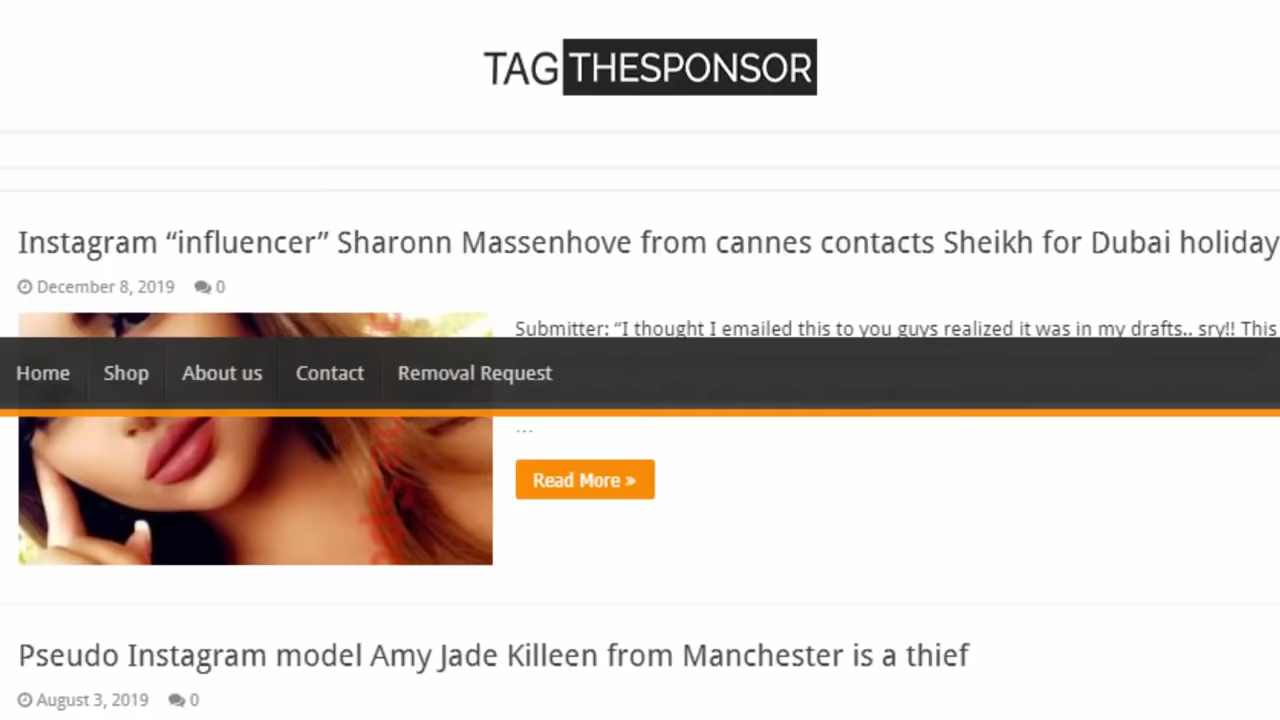 TAG THESPONSOR
Instagram “influencer” Sharonn Massenhove from cannes contacts Sheikh for Dubai holiday
December 8, 2019 0
Submitter: “I thought I emailed this to you guys realized it was in my drafts.. sry!! This
Home Shop About us Contact Removal Request
...
Read More »
Pseudo Instagram model Amy Jade Killeen from Manchester is a thief
August 3, 2019 0